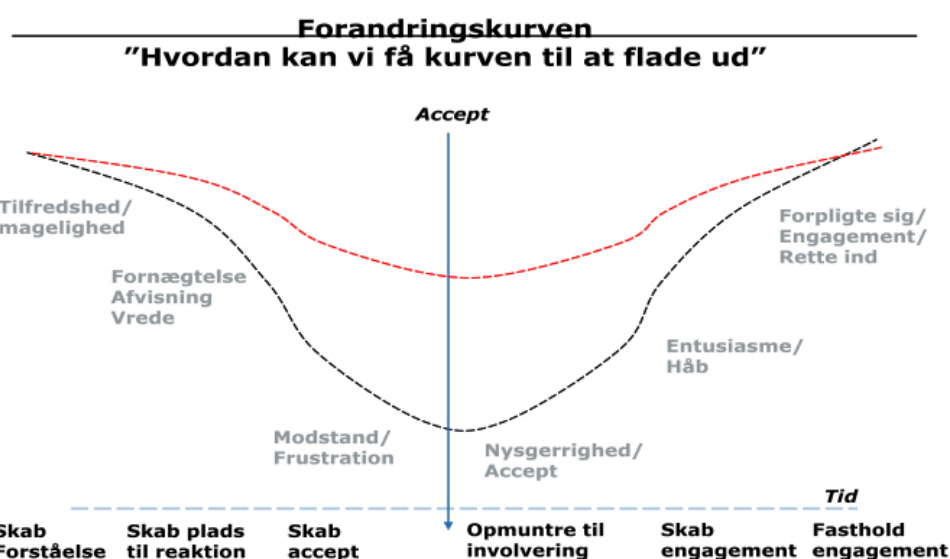 Forandringskurven
”Hvordan kan vi få kurven til at flade ud”
Accept
Tilfredshed/
magelighed
Fornægtelse
Afvisning
Vrede
Modstand/
Frustration
Nysgerrighed/
Accept
Entusiasme/
Håb
Forpligte sig/
Engagement/
Rette ind
Tid
Skab
Forståelse
Skab plads
til reaktion
Skab
accept
Opmuntre til
involvering
Skab
engagement
Fasthold
engagement